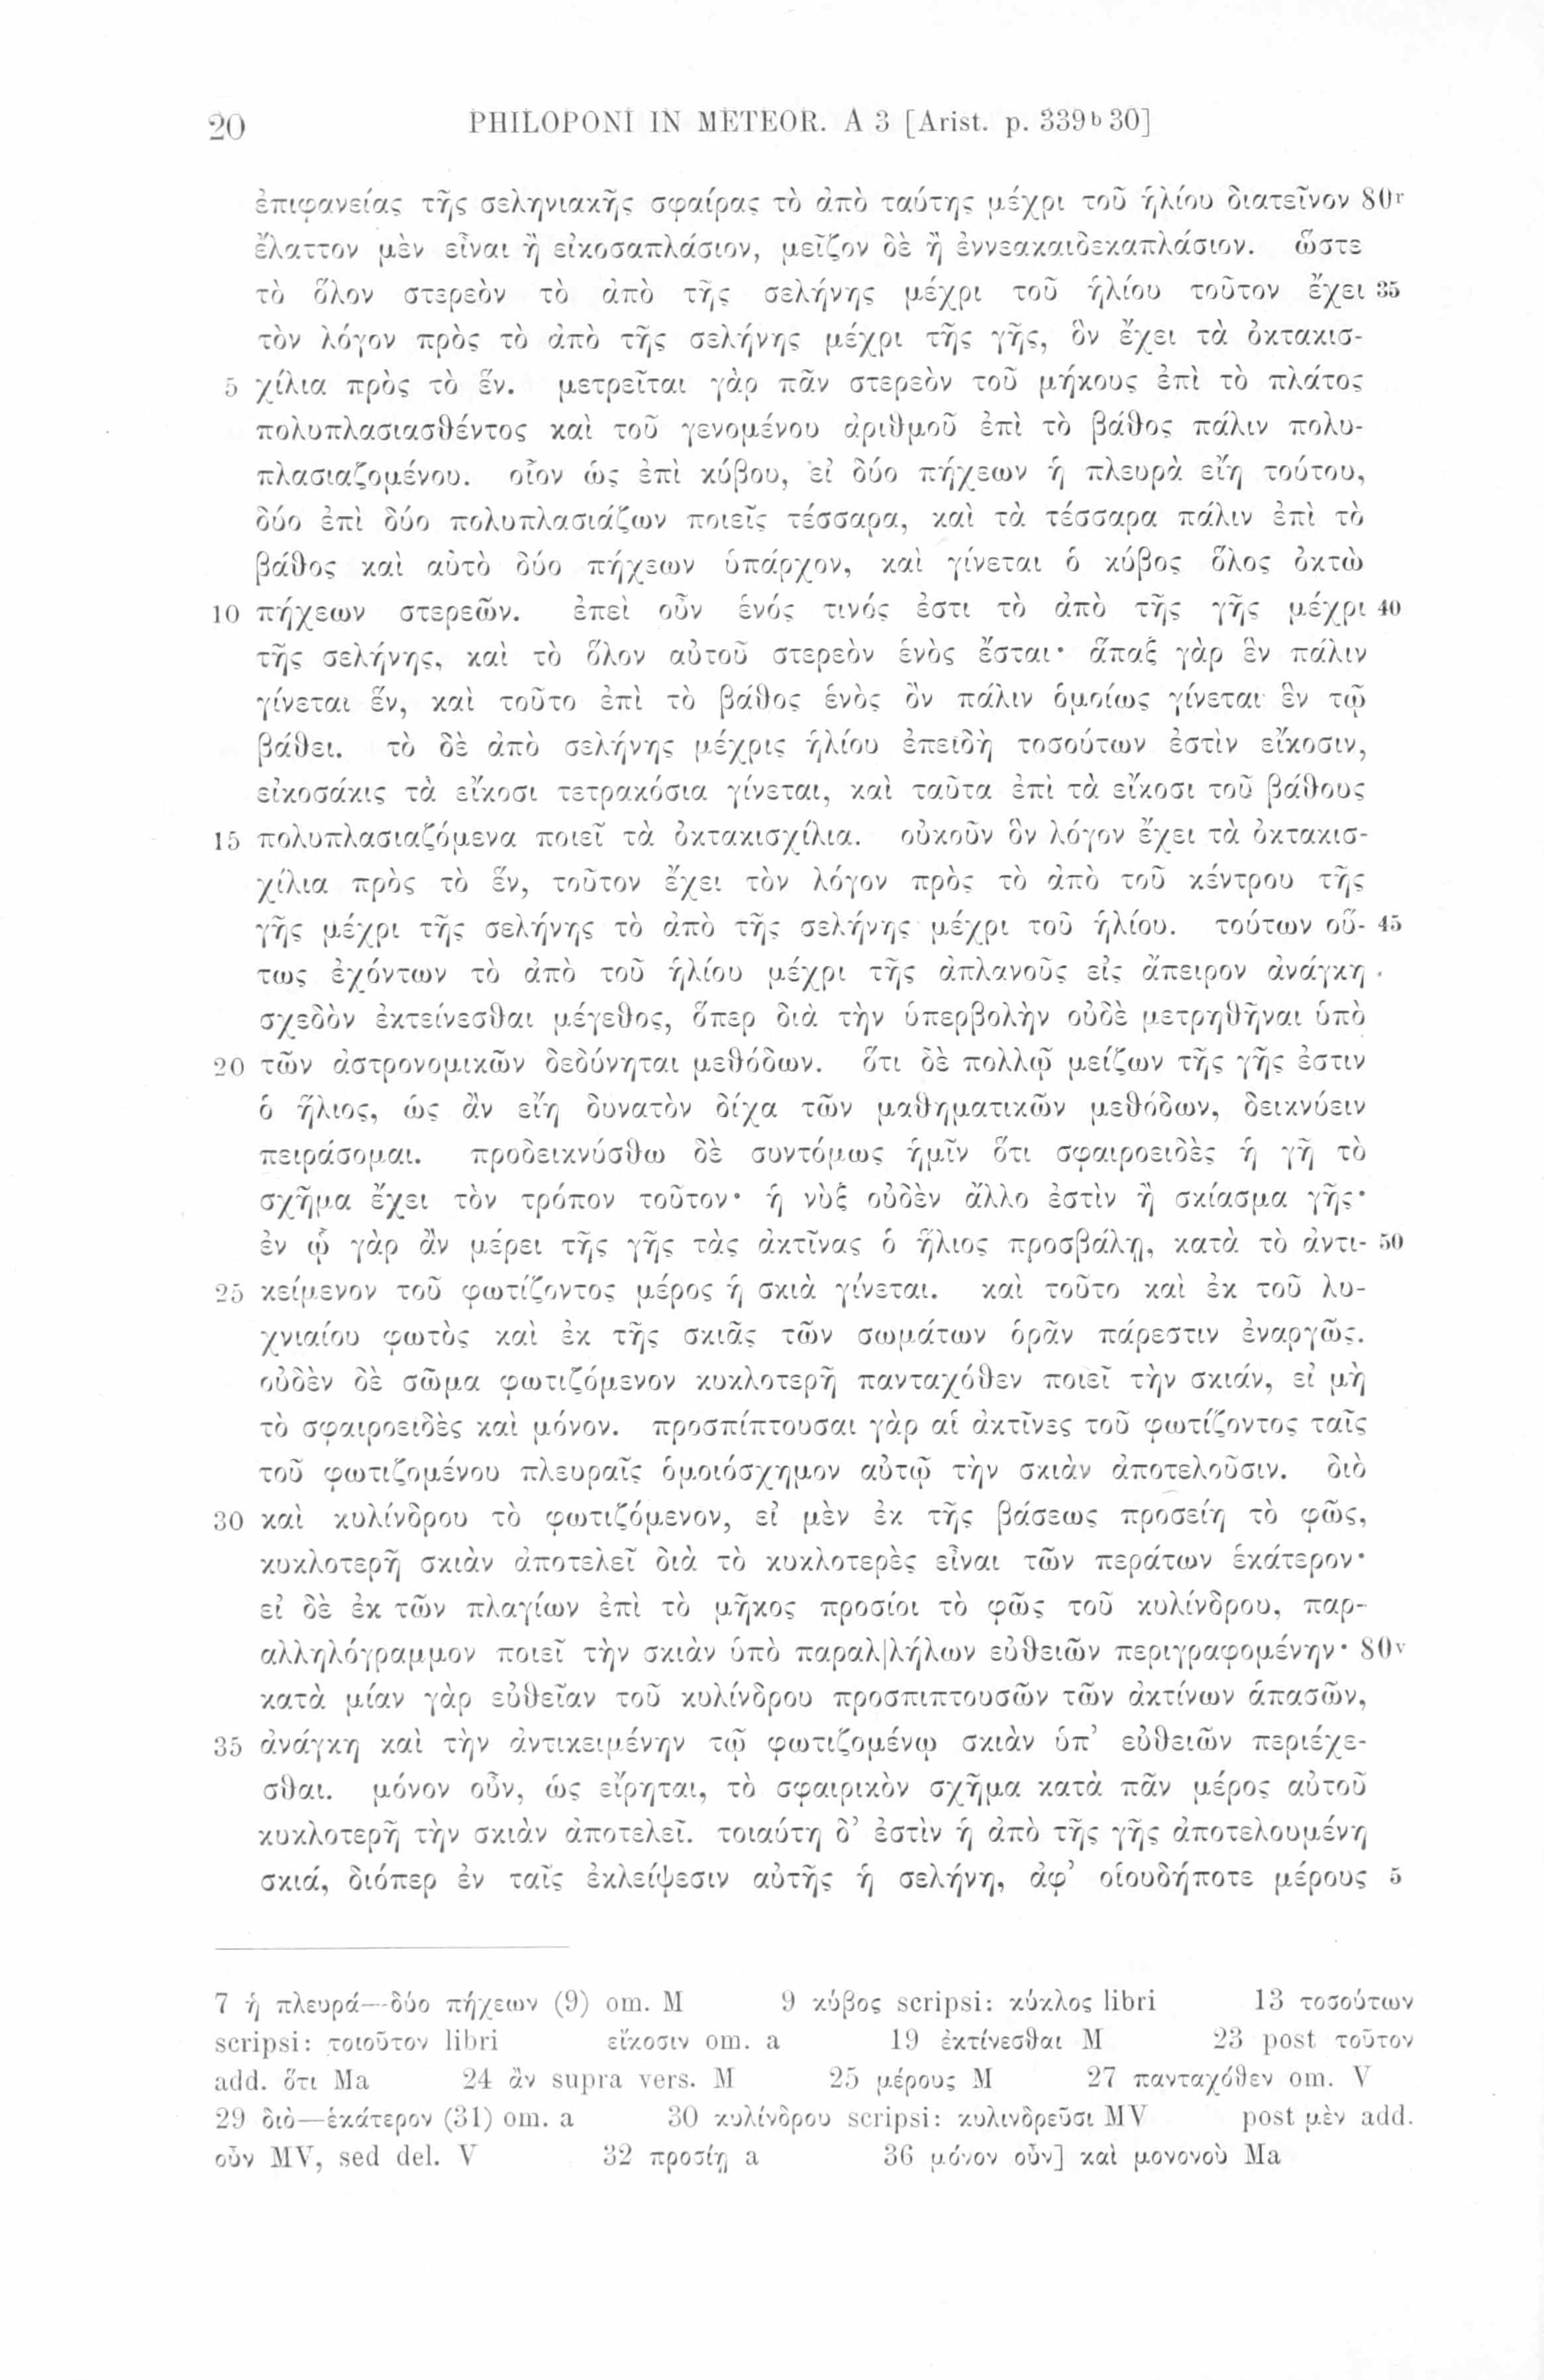 20 PHILOPONI IN METEOR. A 3 [Arist. p. 339b 30]
ἐπιφανείας τῆς σεληνιακῆς σφαίρας τὸ ἀπὸ ταύτης μέχρι τοῦ ἡλίου διατεῖνον 80r
ἔλαττον μὲν εἶναι ἢ εἰκοσαπλάσιον, μεῖζον δὲ ἢ ἐννεακαιδεκαπλάσιον. ὥστε
τὸ ὅλον στερεὸν τὸ ἀπὸ τῆς σελήνης μέχρι τοῦ ἡλίου τοῦτον ἔχει 35
τὸν λόγον πρὸς τὸ ἀπὸ τῆς σελήνης μέχρι τῆς γῆς, ὃν ἔχει τὰ ὀκτακισ-
5 χίλια πρὸς τὸ ἕν. μετρεῖται γὰρ πᾶν στερεὸν τοῦ μήκους ἐπὶ τὸ πλάτος
πολυπλασιασθέντος καὶ τοῦ γενομένου ἀριθμοῦ ἐπὶ τὸ βάθος πάλιν πολυ-
πλασιαζομένου. οἷον ὡς ἐπὶ κύβου, εἰ δύο πήχεων ἡ πλευρὰ εἴη τούτου,
δύο ἐπὶ δύο πολυπλασιάζων ποιεῖς τέσσαρα, καὶ τὰ τέσσαρα πάλιν ἐπὶ τὸ
βάθος καὶ αὐτὸ δύο πήχεων ὑπάρχον, καὶ γίνεται ὁ κύβος ὅλος ὀκτὼ
10 πήχεων στερεῶν. ἐπεὶ οὖν ἑνός τινός ἐστι τὸ ἀπὸ τῆς γῆς μέχρι 40
τῆς σελήνης, καὶ τὸ ὅλον αὐτοῦ στερεὸν ἑνὸς ἔσται· ἅπαξ γὰρ ἓν πάλιν
γίνεται ἕν, καὶ τοῦτο ἐπὶ τὸ βάθος ἑνὸς ὂν πάλιν ὁμοίως γίνεται ἓν τῷ
βάθει. τὸ δὲ ἀπὸ σελήνης μέχρις ἡλίου ἐπειδὴ τοσούτων ἐστὶν εἴκοσιν,
εἰκοσάκις τὰ εἴκοσι τετρακόσια γίνεται, καὶ ταῦτα ἐπὶ τὰ εἴκοσι τοῦ βάθους
15 πολυπλασιαζόμενα ποιεῖ τὰ ὀκτακισχίλια. οὐκοῦν ὃν λόγον ἔχει τὰ ὀκτακισ-
χίλια πρὸς τὸ ἕν, τοῦτον ἔχει τὸν λόγον πρὸς τὸ ἀπὸ τοῦ κέντρου τῆς
γῆς μέχρι τῆς σελήνης τὸ ἀπὸ τῆς σελήνης μέχρι τοῦ ἡλίου. τούτων οὕ- 45
τως ἐχόντων τὸ ἀπὸ τοῦ ἡλίου μέχρι τῆς ἀπλανοῦς εἰς ἄπειρον ἀνάγκη
σχεδὸν ἐκτείνεσθαι μέγεθος, ὅπερ διὰ τὴν ὑπερβολὴν οὐδὲ μετρηθῆναι ὑπὸ
20 τῶν ἀστρονομικῶν δεδύνηται μεθόδων. ὅτι δὲ πολλῷ μείζων τῆς γῆς ἐστιν
ὁ ἥλιος, ὡς ἂν εἴη δυνατὸν δίχα τῶν μαθηματικῶν μεθόδων, δεικνύειν
πειράσομαι. προδεικνύσθω δὲ συντόμως ἡμῖν ὅτι σφαιροειδὲς ἡ γῆ τὸ
σχῆμα ἔχει τὸν τρόπον τοῦτον· ἡ νὺξ οὐδὲν ἄλλο ἐστὶν ἢ σκίασμα γῆς·
ἐν ᾧ γὰρ ἂν μέρει τῆς γῆς τὰς ἀκτῖνας ὁ ἥλιος προσβάλῃ, κατὰ τὸ ἀντι- 50
25 κείμενον τοῦ φωτίζοντος μέρος ἡ σκιὰ γίνεται. καὶ τοῦτο καὶ ἐκ τοῦ λυ-
χνιαίου φωτὸς καὶ ἐκ τῆς σκιᾶς τῶν σωμάτων ὁρᾶν πάρεστιν ἐναργῶς.
οὐδὲν δὲ σῶμα φωτιζόμενον κυκλοτερῆ πανταχόθεν ποιεῖ τὴν σκιάν, εἰ μὴ
τὸ σφαιροειδὲς καὶ μόνον. προσπίπτουσαι γὰρ αἱ ἀκτῖνες τοῦ φωτίζοντος ταῖς
τοῦ φωτιζομένου πλευραῖς ὁμοιόσχημον αὐτῷ τὴν σκιὰν ἀποτελοῦσιν. διὸ
30 καὶ κυλίνδρου τὸ φωτιζόμενον, εἰ μὲν ἐκ τῆς βάσεως προσείη τὸ φῶς,
κυκλοτερῆ σκιὰν ἀποτελεῖ διὰ τὸ κυκλοτερὲς εἶναι τῶν περάτων ἑκάτερον·
εἰ δὲ ἐκ τῶν πλαγίων ἐπὶ τὸ μῆκος προσίοι τὸ φῶς τοῦ κυλίνδρου, παρ-
αλληλόγραμμον ποιεῖ τὴν σκιὰν ὑπὸ παραλ|λήλων εὐθειῶν περιγραφομένην· 80v
κατὰ μίαν γὰρ εὐθεῖαν τοῦ κυλίνδρου προσπιπτουσῶν τῶν ἀκτίνων ἁπασῶν,
35 ἀνάγκη καὶ τὴν ἀντικειμένην τῷ φωτιζομένῳ σκιὰν ὑπ’ εὐθειῶν περιέχε-
σθαι. μόνον οὖν, ὡς εἴρηται, τὸ σφαιρικὸν σχῆμα κατὰ πᾶν μέρος αὐτοῦ
κυκλοτερῆ τὴν σκιὰν ἀποτελεῖ. τοιαύτη δ’ ἐστὶν ἡ ἀπὸ τῆς γῆς ἀποτελουμένη
σκιά, διόπερ ἐν ταῖς ἐκλείψεσιν αὐτῆς ἡ σελήνη, ἀφ’ οἱουδήποτε μέρους 5
7 ἡ πλευρά—δύο πήχεων (9) om. M 9 κύβος scripsi: κύκλος libri 13 τοσούτων
scripsi: τοιοῦτον libri εἴκοσιν om. a 19 ἐκτίνεσθαι M 23 post τοῦτον
add. ὅτι Ma 24 ἂν supra vers. M 25 μέρους M 27 πανταχόθεν om. V
29 διὸ—ἑκάτερον (31) om. a 30 κυλίνδρου scripsi: κυλινδρεῦσι MV post μὲν add.
οὖν MV, sed del. V 32 προσίῃ a 36 μόνον οὖν] καὶ μονονοὺ Ma